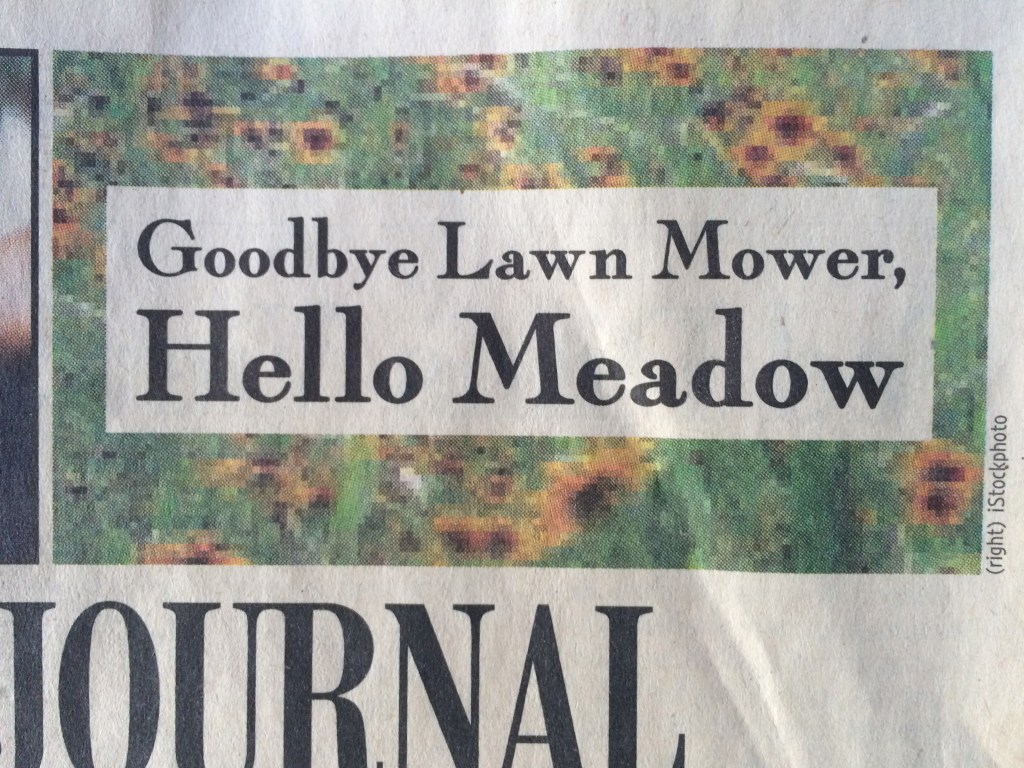 Goodbye Lawn Mower,
Hello Meadow
(right) iStockphoto
JOURNAL